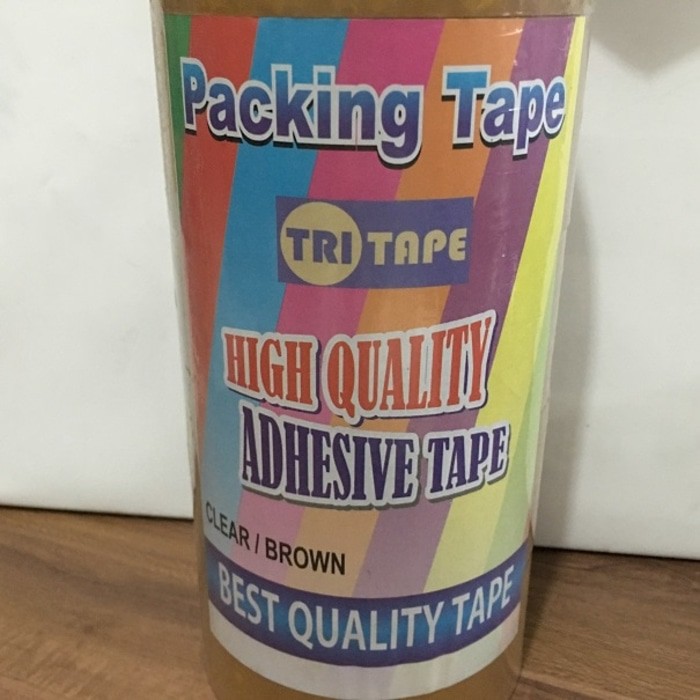 Packing Tape
TRI TAPE
HIGH QUALITY
ADHESIVE TAPE
CLEAR / BROWN
BEST QUALITY TAPE